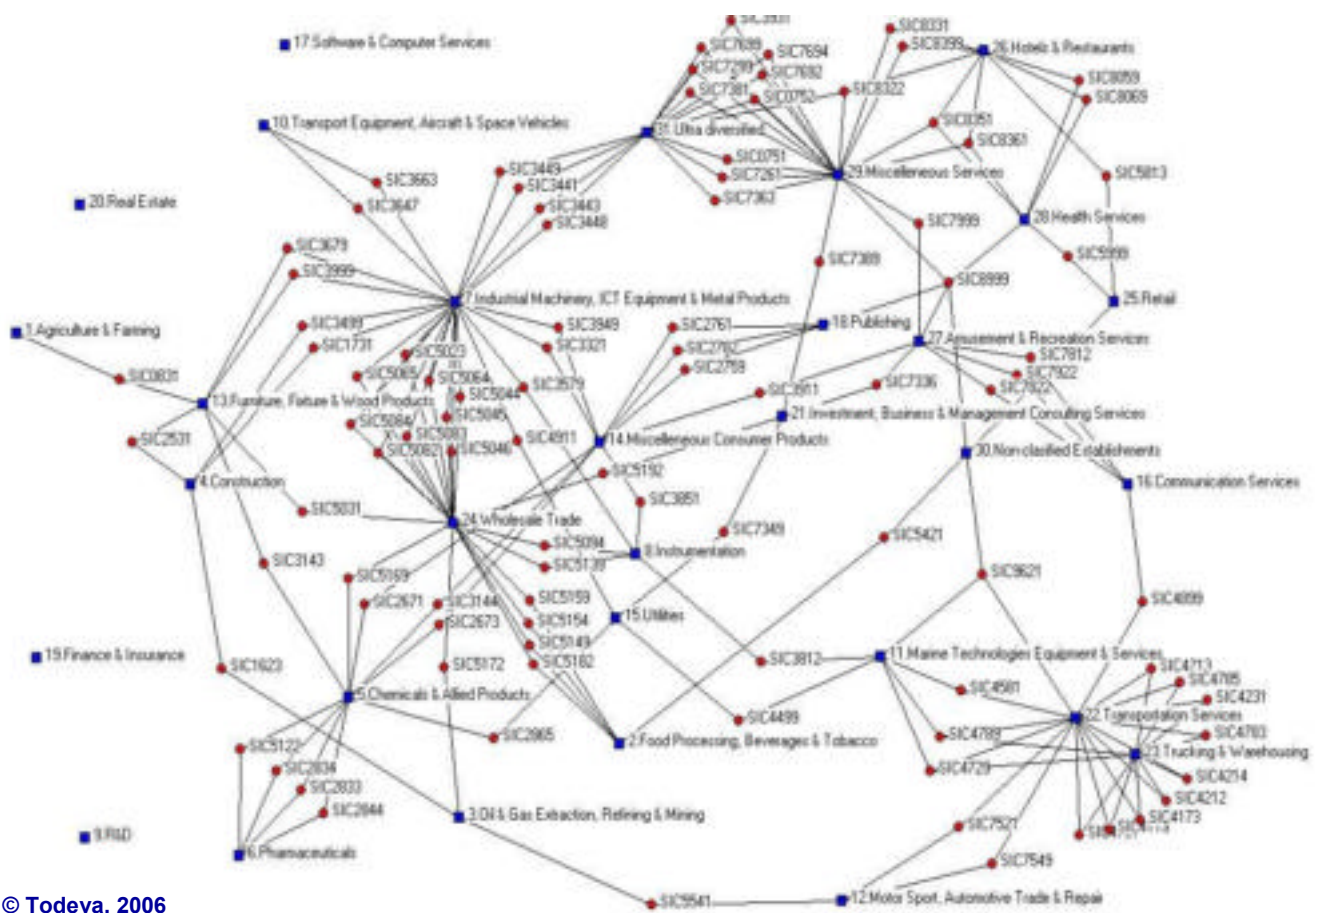 SIC3931
SIC8331
17.Software & Computer Services
SIC7699
SIC7694
SIC8399
26.Hotels & Restaurants
SIC7299
SIC7692
SIC7381
SIC0752
SIC8322
SIC8059
SIC8069
10.Transport Equipment, Aircraft & Space Vehicles
31.Ultra diversified
SIC8351
SIC8361
SIC0751
SIC3449
SIC7261
29.Miscelleneous Services
SIC5813
SIC3663
SIC3441
SIC7363
20.Real Estate
SIC3647
SIC3443
SIC3448
SIC7999
28.Health Services
SIC3679
SIC7389
SIC5999
SIC3999
SIC8999
7.Industrial Machinery, ICT Equipment & Metal Products
25.Retail
1.Agriculture & Farming
SIC3499
SIC3949
SIC2761
18.Publishing
SIC1731
SIC3321
SIC2782
27.Amusement & Recreation Services
SIC5023
SIC2759
SIC7812
SIC0831
SIC5065
SIC5064
SIC3579
SIC7922
SIC7336
SIC7822
SIC3911
13.Furniture, Fixture & Wood Products
SIC5044
SIC5045
21.Investment, Business & Management Consulting Services
SIC2531
SIC5084
SIC5083
SIC4911
14.Miscelleneous Consumer Products
SIC5082
SIC5046
30.Non-clasified Establishments
SIC5192
4.Construction
16.Communication Services
SIC5031
SIC3851
24.Wholesale Trade
SIC7349
SIC5421
SIC5094
8.Instrumentation
SIC3143
SIC5139
SIC5169
SIC9621
SIC2671
SIC3144
SIC5159
SIC4899
SIC2673
SIC5154
15.Utilities
SIC5149
19.Finance & Insurance
SIC5182
SIC3812
11.Marine Technologies Equipment & Services
SIC1623
SIC5172
SIC4213
SIC4785
SIC4581
5.Chemicals & Allied Products
SIC4231
SIC4499
22.Transportation Services
SIC2865
2.Food Processing, Beverages & Tobacco
SIC4789
SIC4783
SIC5122
23.Trucking & Warehousing
SIC2834
SIC4729
SIC4214
SIC2833
SIC4212
SIC2844
3.Oil & Gas Extraction, Refining & Mining
SIC4173
SIC7521
9.R&D
6.Pharmaceuticals
SIC7549
SIC5541
12.Motor Sport, Automotive Trade & Repair
© Todeva, 2006